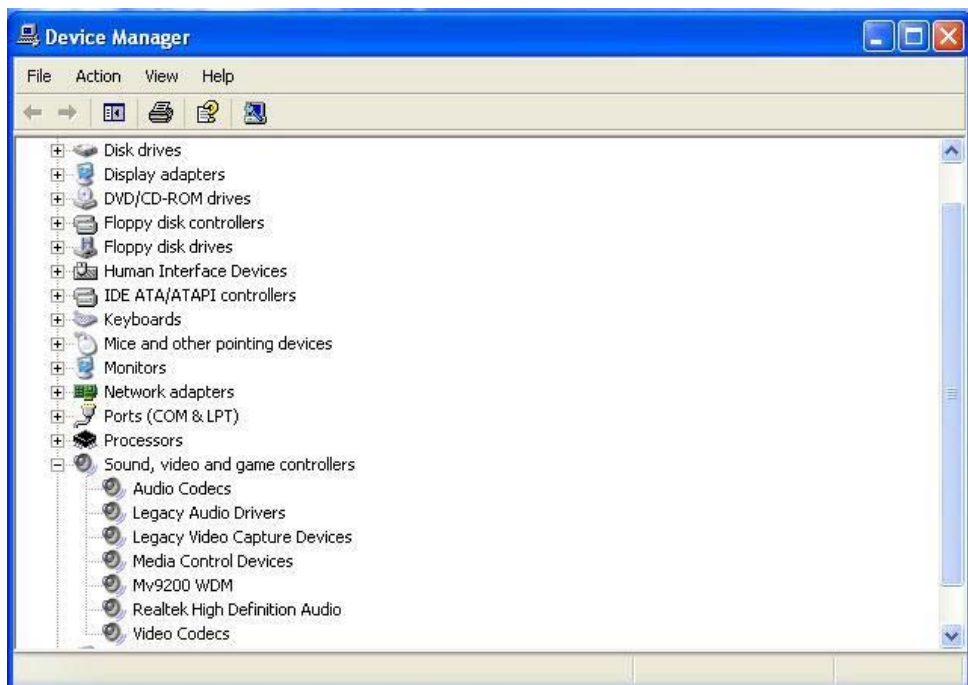 Device Manager
File Action View Help
Disk drives
Display adapters
DVD/CD-ROM drives
Floppy disk controllers
Floppy disk drives
Human Interface Devices
IDE ATA/ATAPI controllers
Keyboards
Mice and other pointing devices
Monitors
Network adapters
Ports (COM & LPT)
Processors
Sound, video and game controllers
Audio Codecs
Legacy Audio Drivers
Legacy Video Capture Devices
Media Control Devices
Mv9200 WDM
Realtek High Definition Audio
Video Codecs